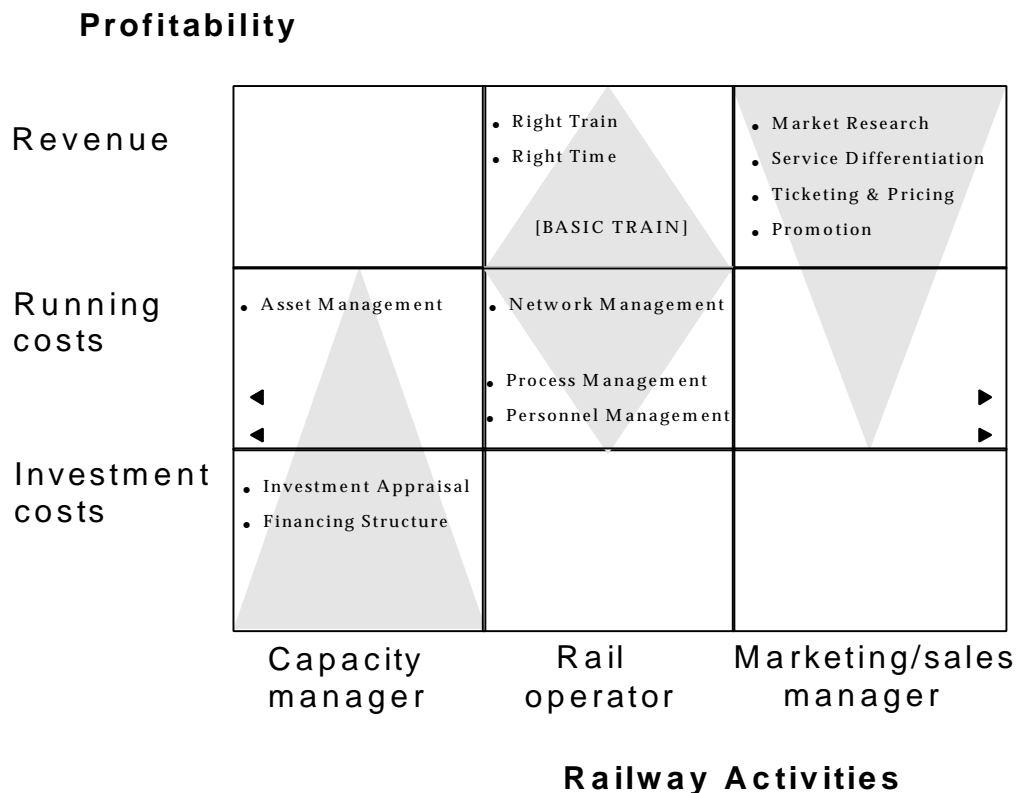 Profitability
Revenue
• Right Train
• Right Time
[BASIC TRAIN]
• Market Research
• Service Differentiation
• Ticketing & Pricing
• Promotion
Running
costs
• Asset Management
• Network Management
• Process Management
• Personnel Management
Investment
costs
• Investment Appraisal
• Financing Structure
Capacity
manager
Rail
operator
Marketing/sales
manager
Railway Activities